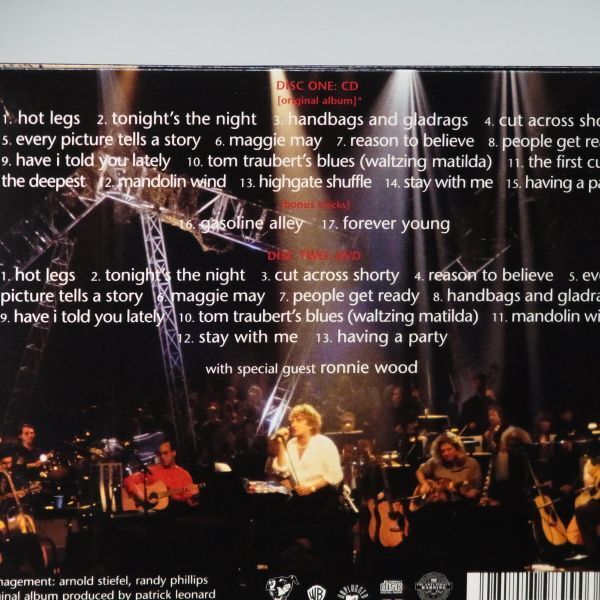 DISC ONE: CD
[original album]*
1. hot legs 2. tonight's the night 3. handbags and gladrags 4. cut across shorty
5. every picture tells a story 6. maggie may 7. reason to believe 8. people get rea
9. have i told you lately 10. tom traubert's blues (waltzing matilda) 11. the first cu
the deepest 12. mandolin wind 13. highgate shuffle 14. stay with me 15. having a pa
[bonus tracks]
16. gasoline alley 17. forever young
DISC TWO: DVD
1. hot legs 2. tonight's the night 3. cut across shorty 4. reason to believe 5. eve
picture tells a story 6. maggie may 7. people get ready 8. handbags and gladra
9. have i told you lately 10. tom traubert's blues (waltzing matilda) 11. mandolin wi
12. stay with me 13. having a party
with special guest ronnie wood
nagement: arnold stiefel, randy phillips
ginal album produced by patrick leonard
UNPLUGGED